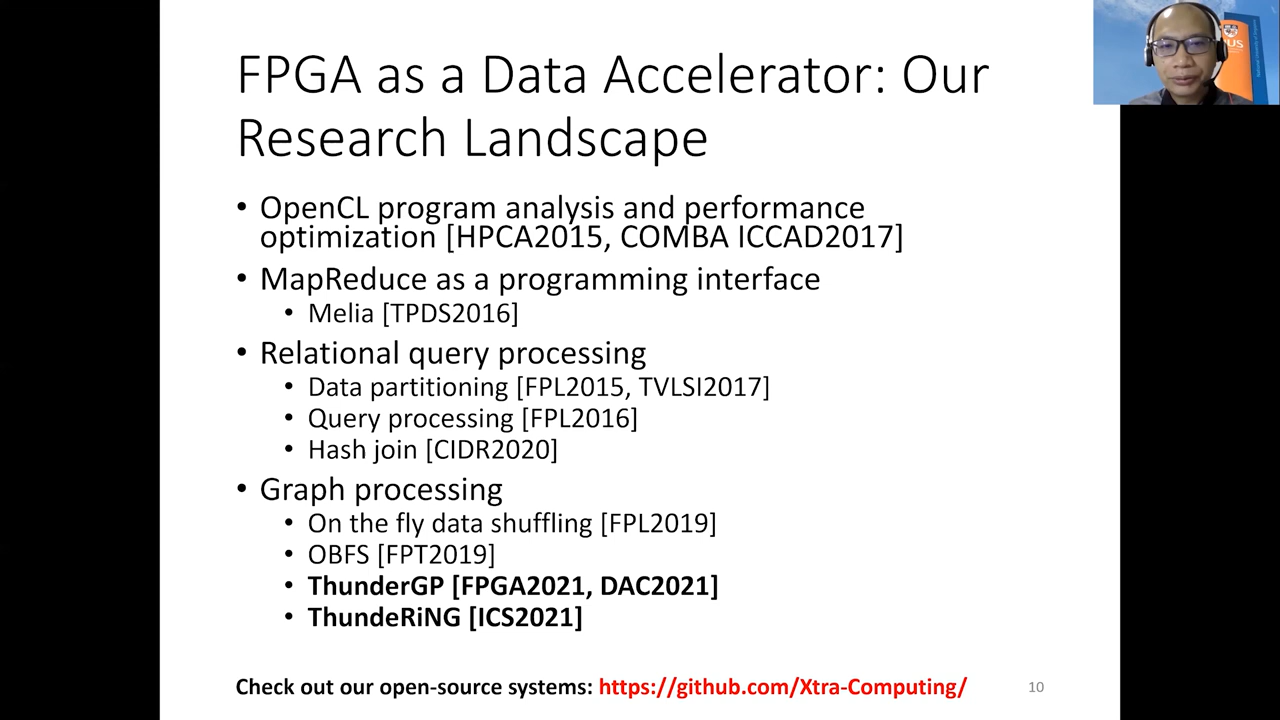 FPGA as a Data Accelerator: Our
Research Landscape
• OpenCL program analysis and performance
optimization [HPCA2015, COMBA ICCAD2017]
• MapReduce as a programming interface
• Melia [TPDS2016]
• Relational query processing
• Data partitioning [FPL2015, TVLSI2017]
• Query processing [FPL2016]
• Hash join [CIDR2020]
• Graph processing
• On the fly data shuffling [FPL2019]
• OBFS [FPT2019]
• ThunderGP [FPGA2021, DAC2021]
• ThundeRiNG [ICS2021]
Check out our open-source systems: https://github.com/Xtra-Computing/
10